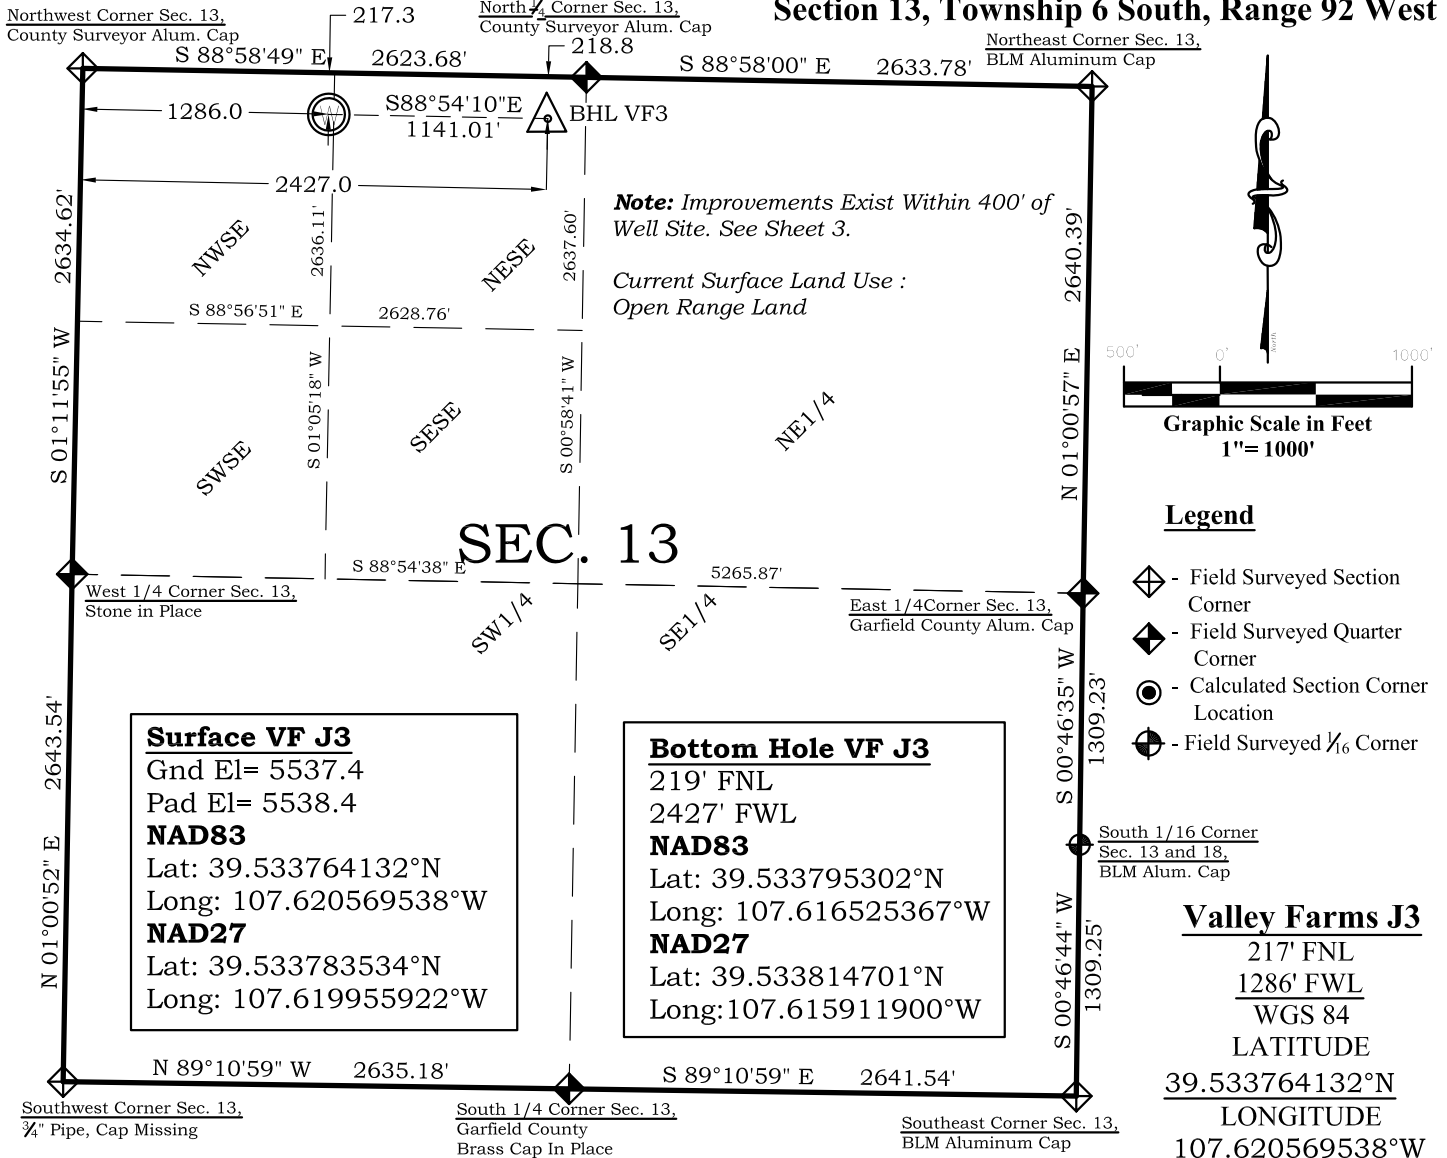 Section 13, Township 6 South, Range 92 West
Northwest Corner Sec. 13,
County Surveyor Alum. Cap
217.3
North 1/4 Corner Sec. 13,
County Surveyor Alum. Cap
218.8
Northeast Corner Sec. 13,
BLM Aluminum Cap
S 88°58'49" E 2623.68'
S 88°58'00" E 2633.78'
1286.0
S88°54'10"E
1141.01'
BHL VF3
W
2427.0
Note: Improvements Exist Within 400' of
Well Site. See Sheet 3.
Current Surface Land Use :
Open Range Land
2634.62'
S 01°11'55" W
NWSE
2636.11'
NESE
2637.60'
2640.39'
N 01°00'57" E
S 88°56'51" E 2628.76'
S 01°05'18" W
S 00°58'41" W
SWSE
SESE
NE1/4
North
500' 0' 1000'
Graphic Scale in Feet
1"= 1000'
SEC. 13
S 88°54'38" E 5265.87'
West 1/4 Corner Sec. 13,
Stone in Place
SW1/4
SE1/4
East 1/4Corner Sec. 13,
Garfield County Alum. Cap
Legend
- Field Surveyed Section
Corner
- Field Surveyed Quarter
Corner
- Calculated Section Corner
Location
- Field Surveyed 1/16 Corner
2643.54'
N 01°00'52" E
S 00°46'35" W
1309.23'
Surface VF J3
Gnd El= 5537.4
Pad El= 5538.4
NAD83
Lat: 39.533764132°N
Long: 107.620569538°W
NAD27
Lat: 39.533783534°N
Long: 107.619955922°W
Bottom Hole VF J3
219' FNL
2427' FWL
NAD83
Lat: 39.533795302°N
Long: 107.616525367°W
NAD27
Lat: 39.533814701°N
Long:107.615911900°W
South 1/16 Corner
Sec. 13 and 18,
BLM Alum. Cap
S 00°46'44" W
1309.25'
Valley Farms J3
217' FNL
1286' FWL
WGS 84
LATITUDE
39.533764132°N
LONGITUDE
107.620569538°W
N 89°10'59" W 2635.18'
S 89°10'59" E 2641.54'
Southwest Corner Sec. 13,
3/4" Pipe, Cap Missing
South 1/4 Corner Sec. 13,
Garfield County
Brass Cap In Place
Southeast Corner Sec. 13,
BLM Aluminum Cap